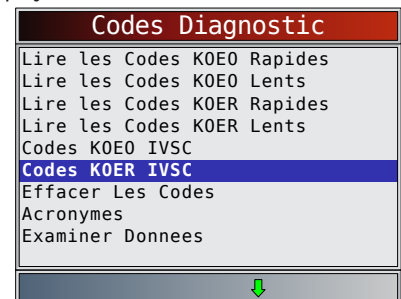 Codes Diagnostic
Lire les Codes KOEO Rapides
Lire les Codes KOEO Lents
Lire les Codes KOER Rapides
Lire les Codes KOER Lents
Codes KOEO IVSC
Codes KOER IVSC
Effacer Les Codes
Acronymes
Examiner Donnees